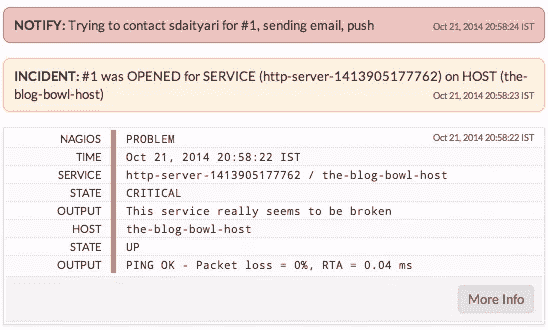 NOTIFY: Trying to contact sdaityari for #1, sending email, push
Oct 21, 2014 20:58:24 IST
INCIDENT: #1 was OPENED for SERVICE (http-server-1413905177762) on HOST (the-
blog-bowl-host)
Oct 21, 2014 20:58:23 IST
NAGIOS PROBLEM
Oct 21, 2014 20:58:22 IST
TIME Oct 21, 2014 20:58:22 IST
SERVICE http-server-1413905177762 / the-blog-bowl-host
STATE CRITICAL
OUTPUT This service really seems to be broken
HOST the-blog-bowl-host
STATE UP
OUTPUT PING OK - Packet loss = 0%, RTA = 0.04 ms
More Info